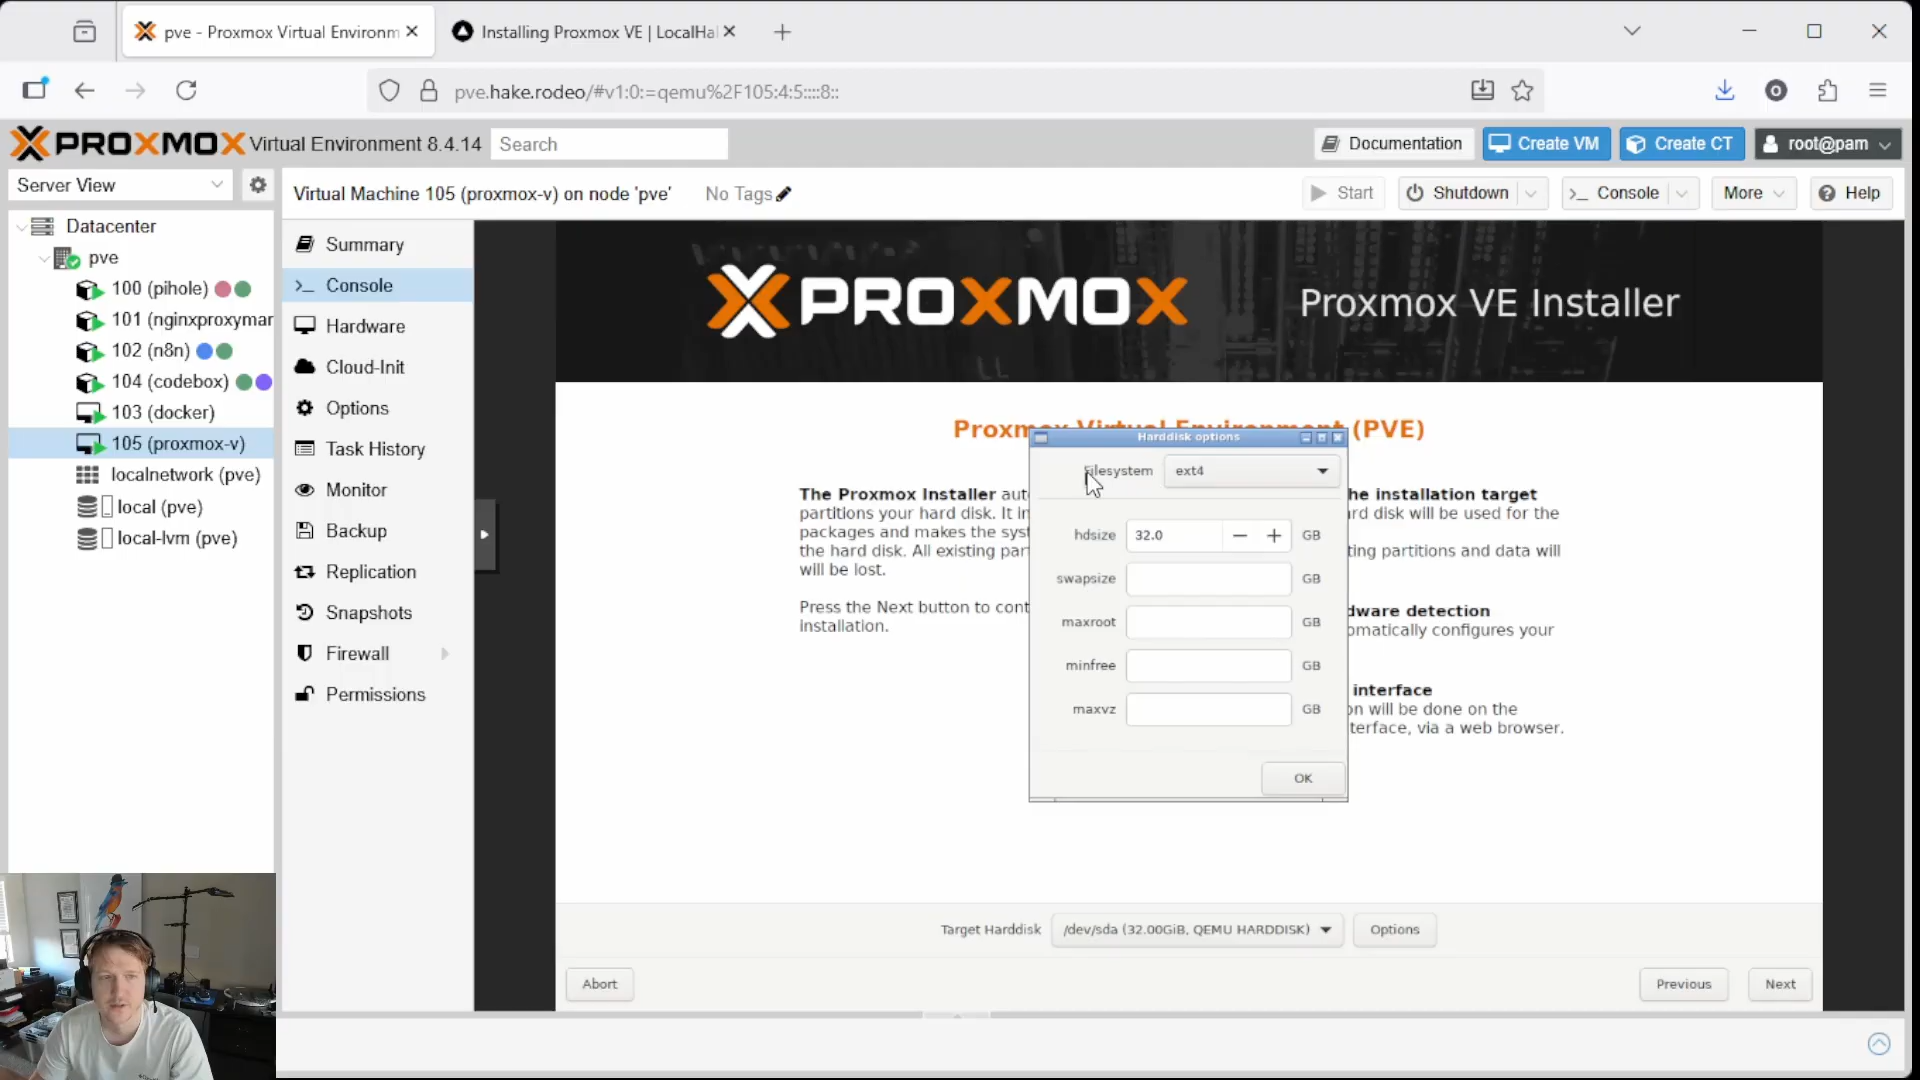 pve - Proxmox Virtual Environm
Installing Proxmox VE | LocalHa
pve.hake.rodeo/#v1:0:=qemu%2F105:4:5::::8::
PROXMOX Virtual Environment 8.4.14
Search
Documentation
Create VM
Create CT
root@pam
Server View
Virtual Machine 105 (proxmox-v) on node 'pve'
No Tags
Start
Shutdown
>_ Console
More
Help
Datacenter
pve
100 (pihole)
101 (nginxproxymar
102 (n8n)
104 (codebox)
103 (docker)
105 (proxmox-v)
localnetwork (pve)
local (pve)
local-lvm (pve)
Summary
>_ Console
Hardware
Cloud-Init
Options
Task History
Monitor
Backup
Replication
Snapshots
Firewall
Permissions
PROXMOX
Proxmox VE Installer
Proxmox Virtual Environment (PVE)
The Proxmox Installer aut
partitions your hard disk. It in
packages and makes the syst
the hard disk. All existing par
will be lost.
Press the Next button to cont
installation.
he installation target
rd disk will be used for the
ting partitions and data will
dware detection
omatically configures your
interface
on will be done on the
terface, via a web browser.
Harddisk options
Filesystem ext4
hdsize 32.0 GB
swapsize GB
maxroot GB
minfree GB
maxvz GB
OK
Target Harddisk /dev/sda (32.00GiB, QEMU HARDDISK) Options
Abort
Previous
Next